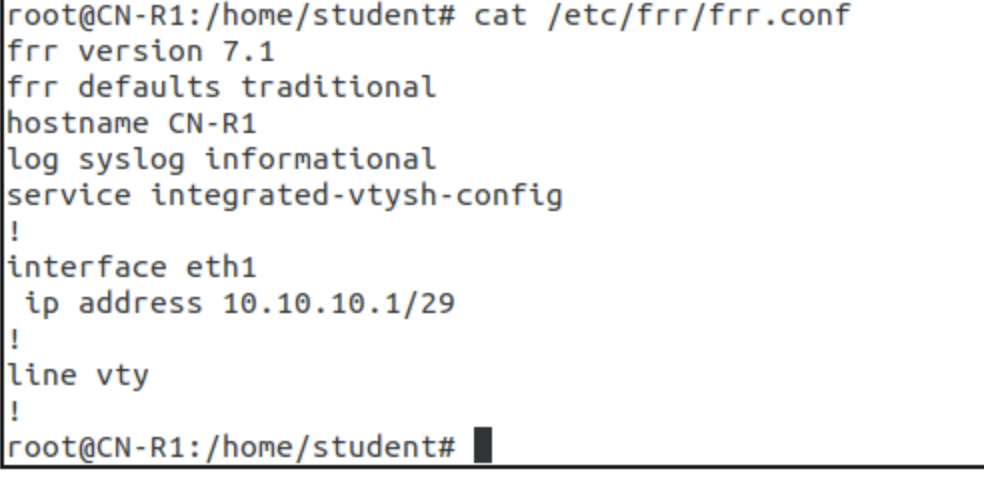 root@CN-R1:/home/student# cat /etc/frr/frr.conf
frr version 7.1
frr defaults traditional
hostname CN-R1
log syslog informational
service integrated-vtysh-config
!
interface eth1
 ip address 10.10.10.1/29
!
line vty
!
root@CN-R1:/home/student#